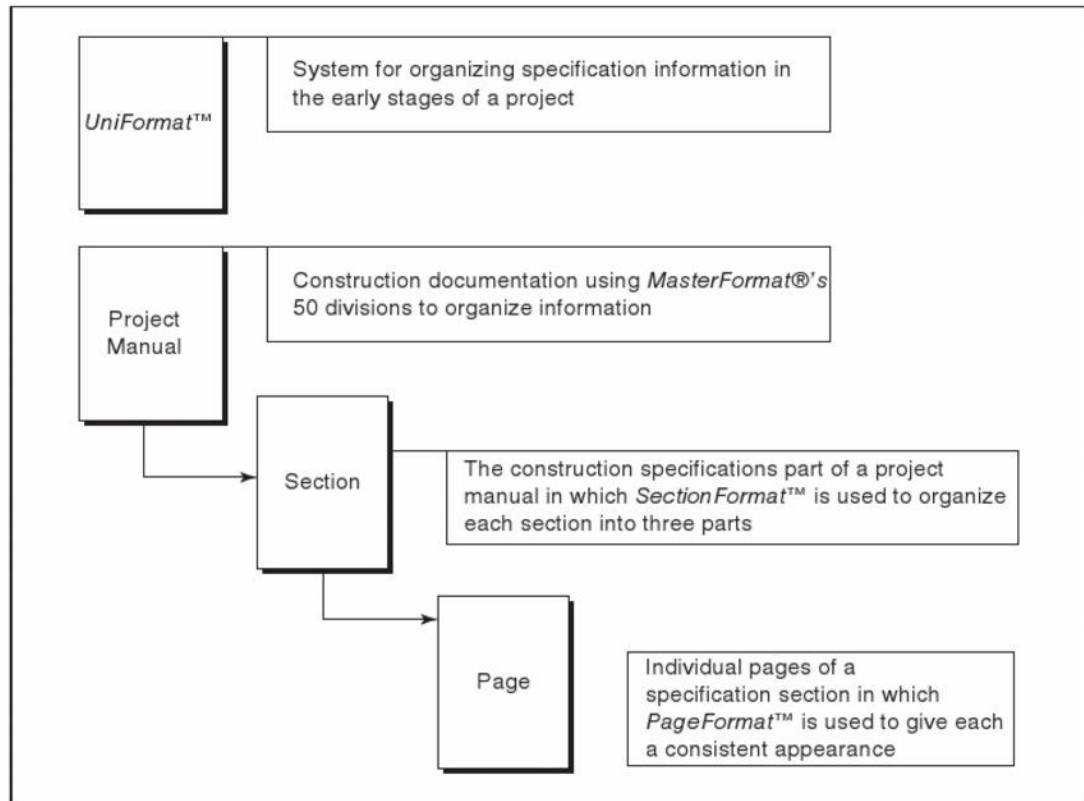 System for organizing specification information in
the early stages of a project
UniFormat™
Construction documentation using MasterFormat®'s
50 divisions to organize information
Project
Manual
Section
The construction specifications part of a project
manual in which SectionFormat™ is used to organize
each section into three parts
Page
Individual pages of a
specification section in which
PageFormat™ is used to give each
a consistent appearance